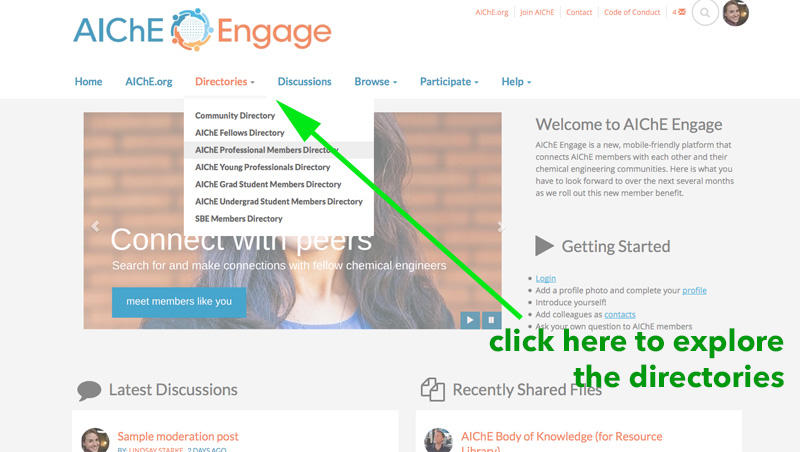 AIChE Engage
AIChE.org Join AIChE Contact Code of Conduct 4
Home AIChE.org Directories Discussions Browse Participate Help
Community Directory
AIChE Fellows Directory
AIChE Professional Members Directory
AIChE Young Professionals Directory
AIChE Grad Student Members Directory
AIChE Undergrad Student Members Directory
SBE Members Directory
Connect with peers
Search for and make connections with fellow chemical engineers
meet members like you
Welcome to AIChE Engage
AIChE Engage is a new, mobile-friendly platform that
connects AIChE members with each other and their
chemical engineering communities. Here is what you
have to look forward to over the next several months
as we roll out this new member benefit.
Getting Started
Login
Add a profile photo and complete your profile
Introduce yourself!
Add colleagues as contacts
Ask your own question to AIChE members
click here to explore
the directories
Latest Discussions
Sample moderation post
BY: LINDSAY STARKE, 2 DAYS AGO
Recently Shared Files
AIChE Body of Knowledge (for Resource
Library)